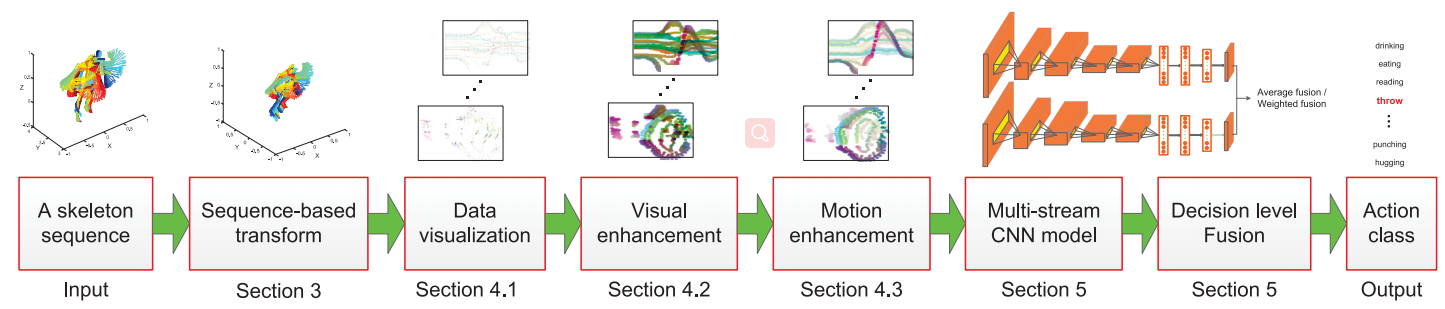 drinking
eating
reading
throw
punching
hugging
Average fusion /
Weighted fusion
Z
Y
X
Z
Y
X
A skeleton
sequence
Sequence-based
transform
Data
visualization
Visual
enhancement
Motion
enhancement
Multi-stream
CNN model
Decision level
Fusion
Action
class
Input
Section 3
Section 4.1
Section 4.2
Section 4.3
Section 5
Section 5
Output